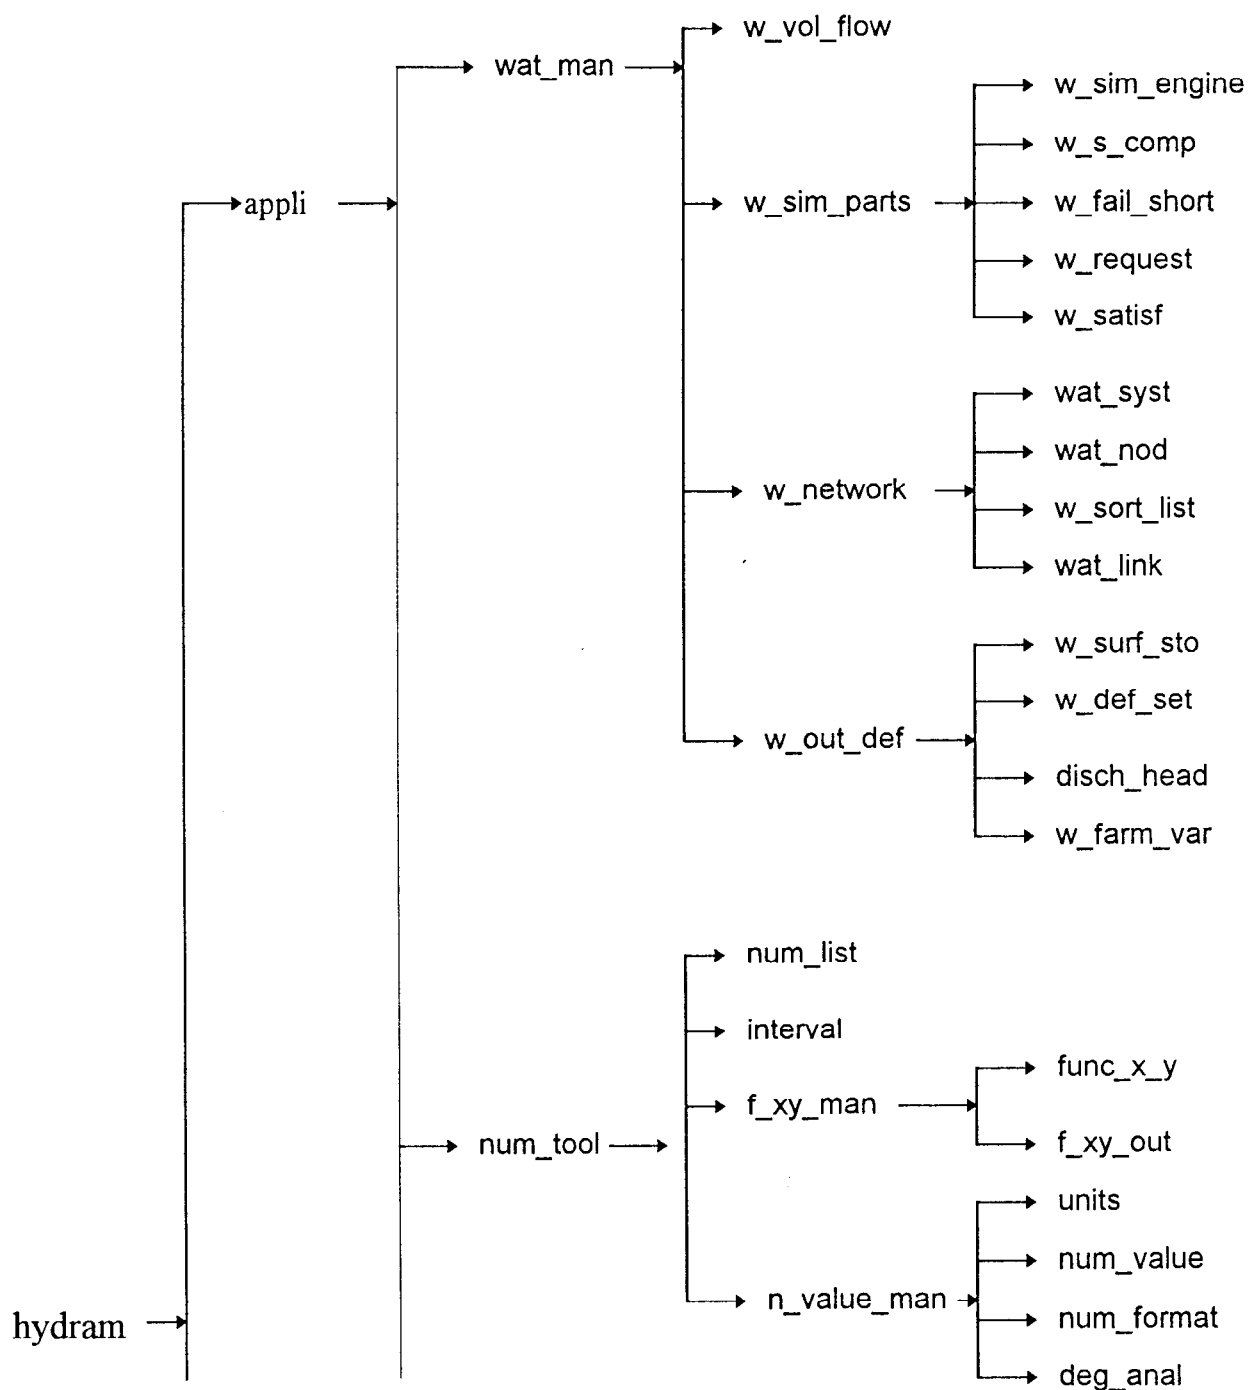 w_vol_flow
wat_man
w_sim_engine
w_s_comp
appli
w_sim_parts
w_fail_short
w_request
w_satisf
wat_syst
wat_nod
w_network
w_sort_list
wat_link
w_surf_sto
w_def_set
w_out_def
disch_head
w_farm_var
num_list
interval
func_x_y
f_xy_man
num_tool
f_xy_out
units
num_value
n_value_man
hydram
num_format
deg_anal